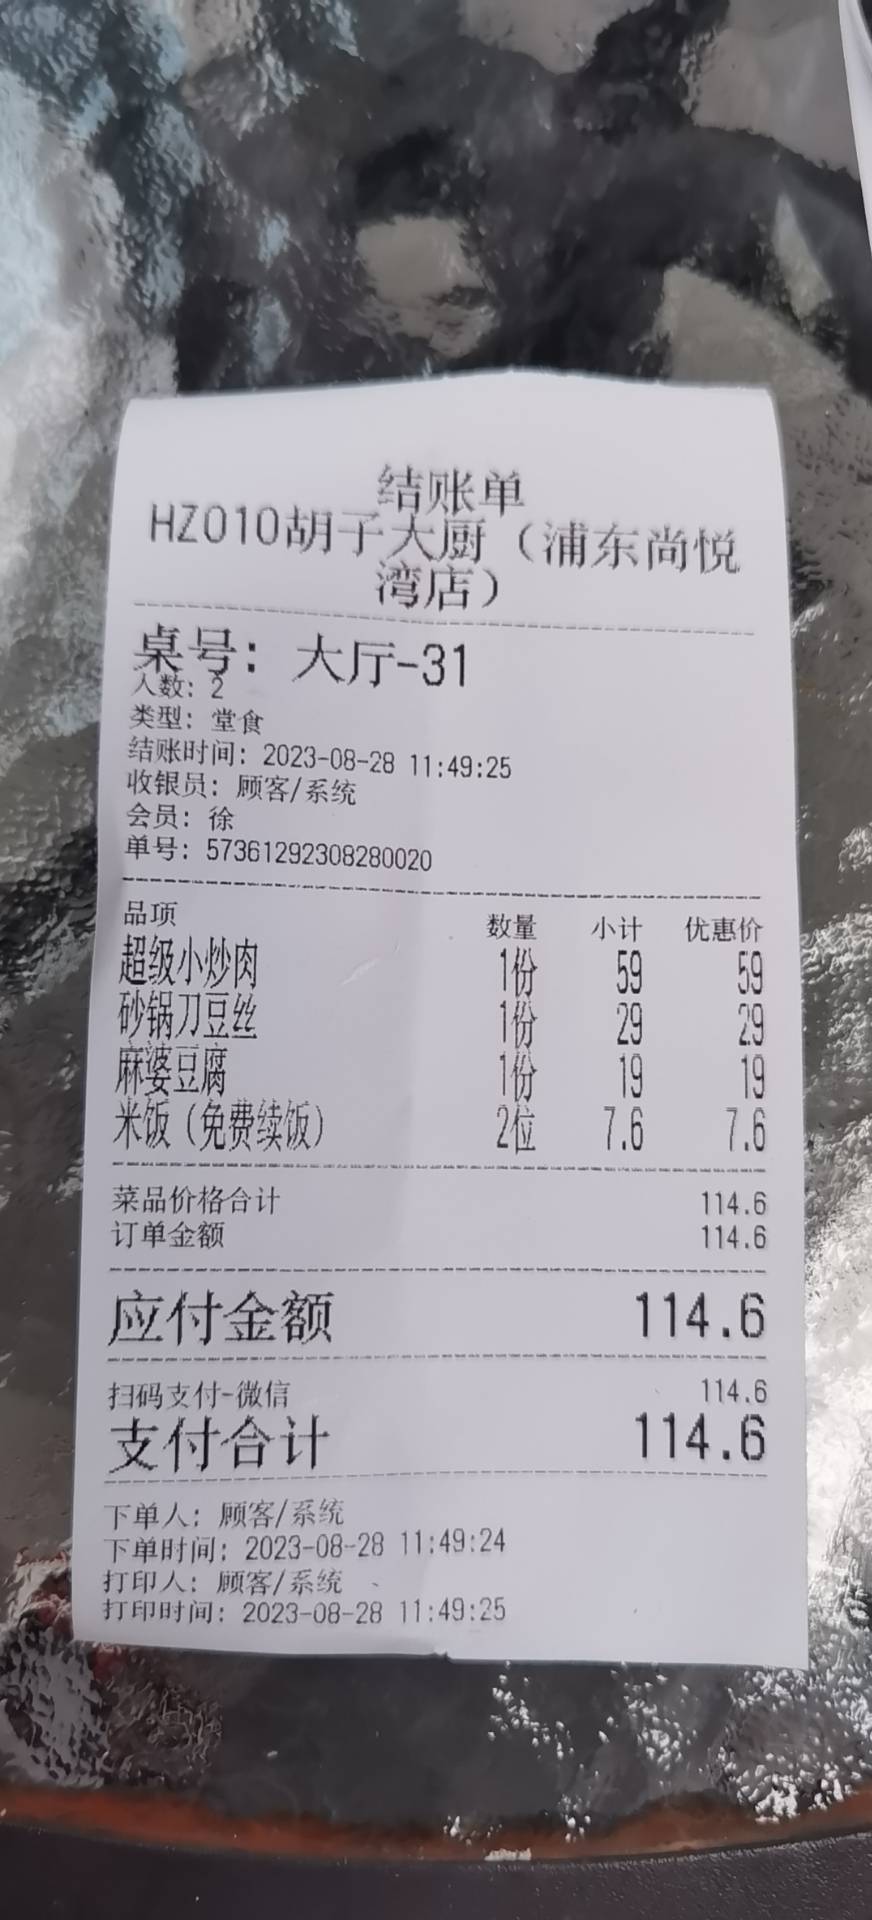 结账单
HZ010胡子大厨（浦东尚悦
湾店）
桌号：大厅-31
人数：2
类型：堂食
结账时间：2023-08-28 11:49:25
收银员：顾客/系统
会员：徐
单号：57361292308280020
品项 数量 小计 优惠价
超级小炒肉 1份 59 59
砂锅刀豆丝 1份 29 29
麻婆豆腐 1份 19 19
米饭（免费续饭） 2位 7.6 7.6
菜品价格合计 114.6
订单金额 114.6
应付金额 114.6
扫码支付-微信 114.6
支付合计 114.6
下单人：顾客/系统
下单时间：2023-08-28 11:49:24
打印人：顾客/系统
打印时间：2023-08-28 11:49:25